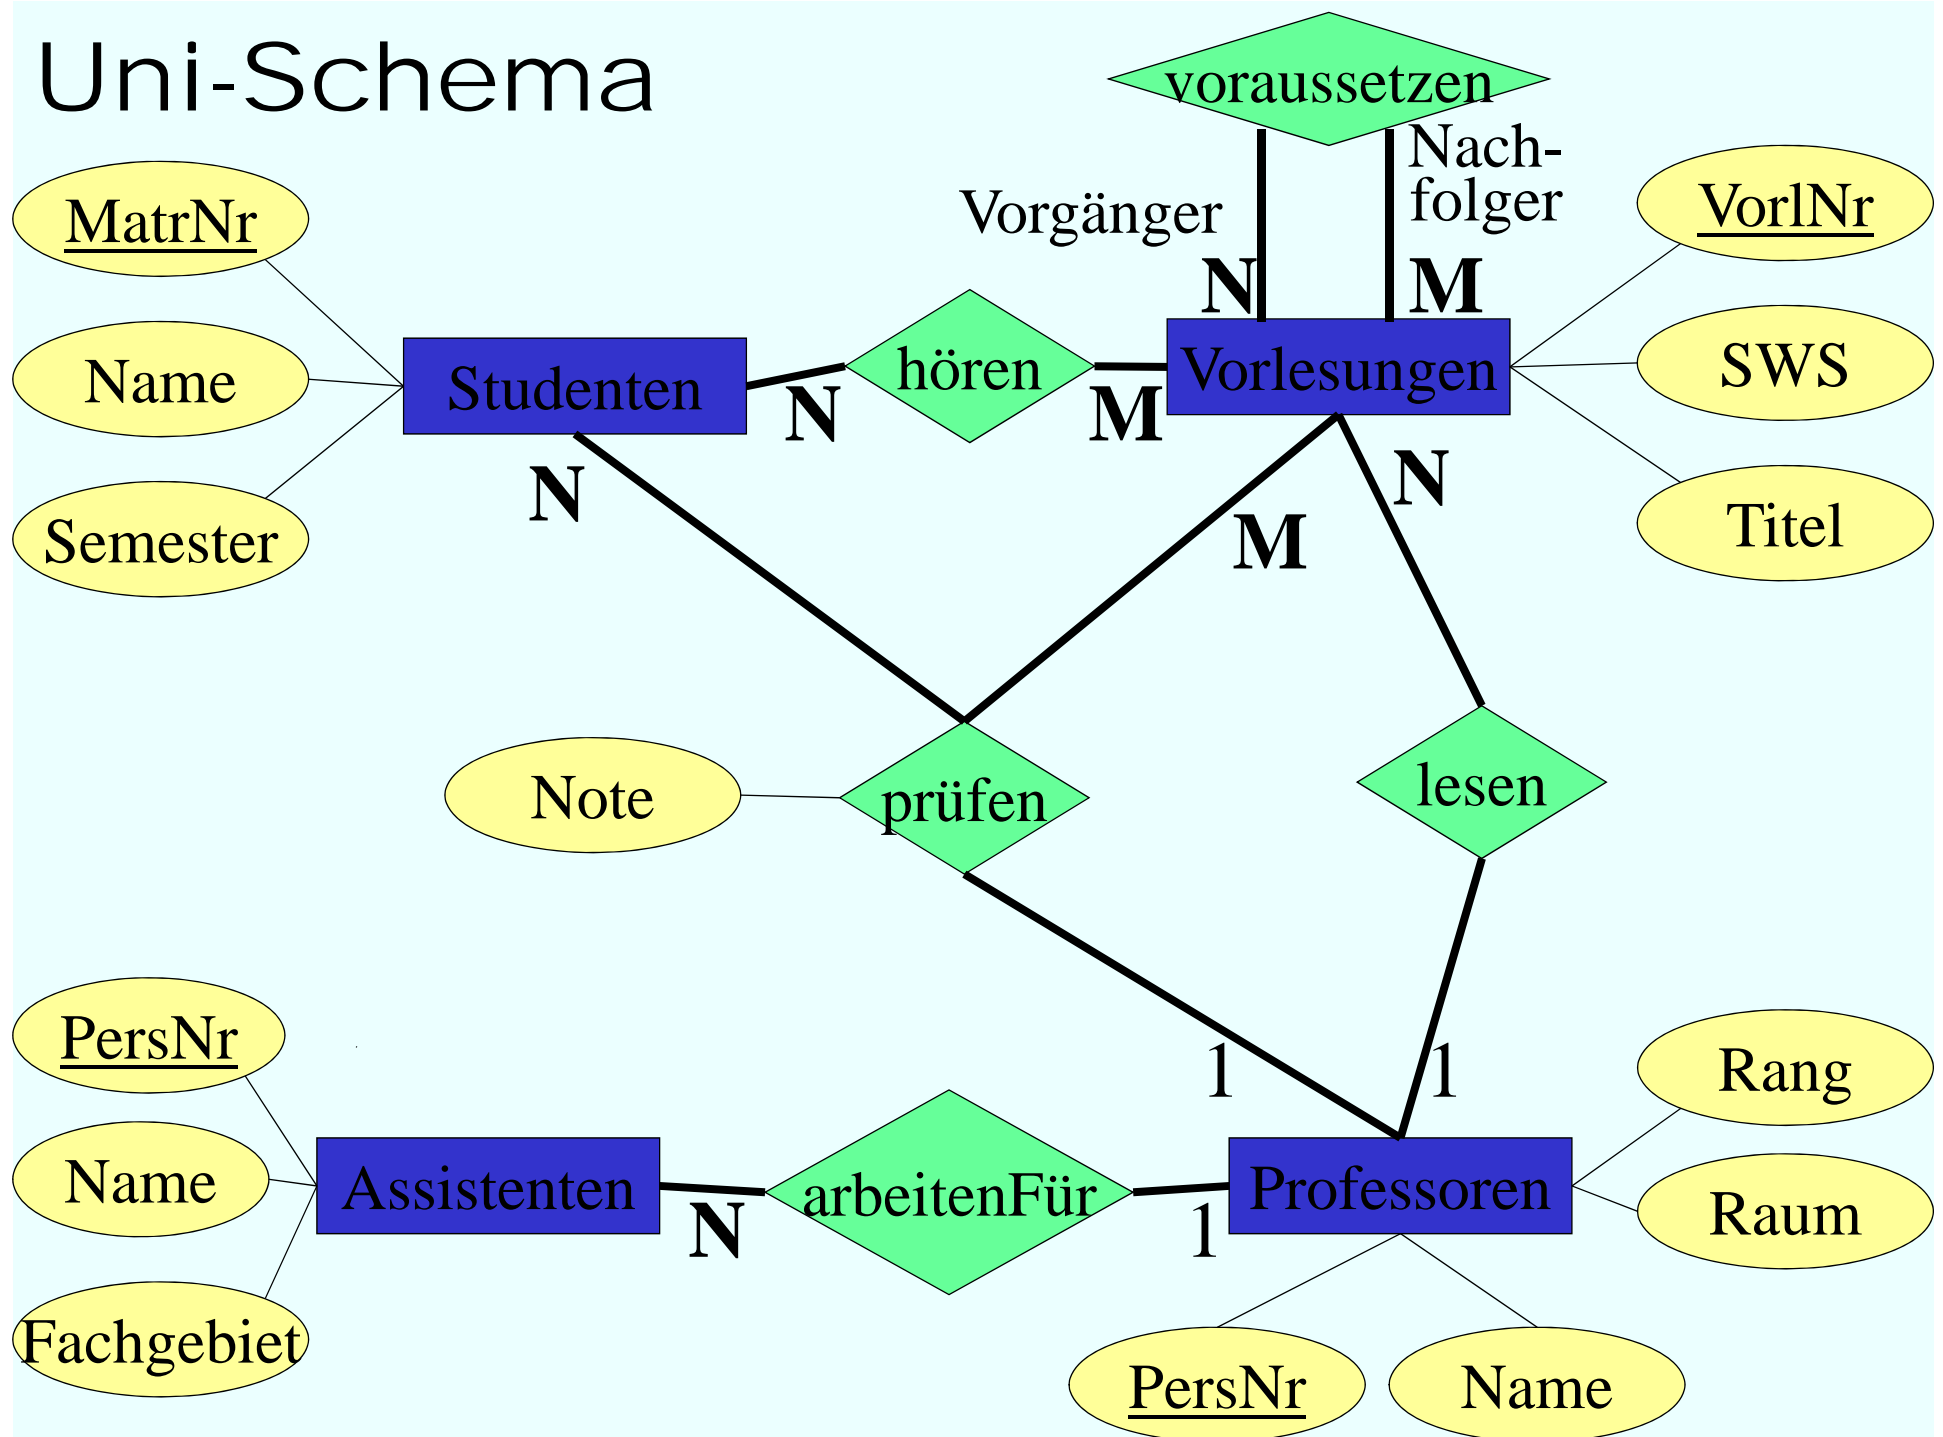 Uni-Schema
voraussetzen
Nach-
folger
Vorgänger
N
M
MatrNr
Name
Semester
Studenten
N
hören
M
Vorlesungen
VorlNr
SWS
Titel
N
M
N
Note
prüfen
lesen
1
1
PersNr
Name
Fachgebiet
Assistenten
N
arbeitenFür
1
Professoren
Rang
Raum
PersNr
Name